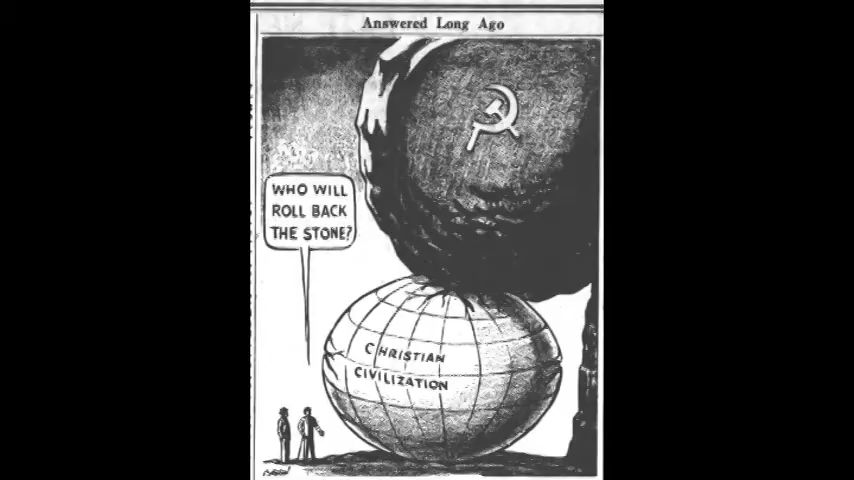 Answered Long Ago
WHO WILL
ROLL BACK
THE STONE?
CHRISTIAN
CIVILIZATION